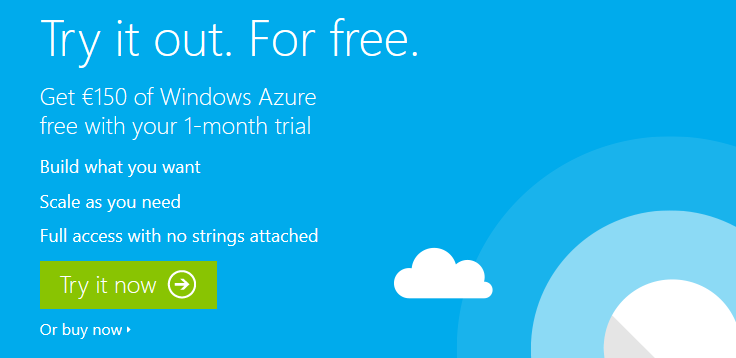 Try it out. For free.
Get €150 of Windows Azure
free with your 1-month trial
Build what you want
Scale as you need
Full access with no strings attached
Try it now
Or buy now